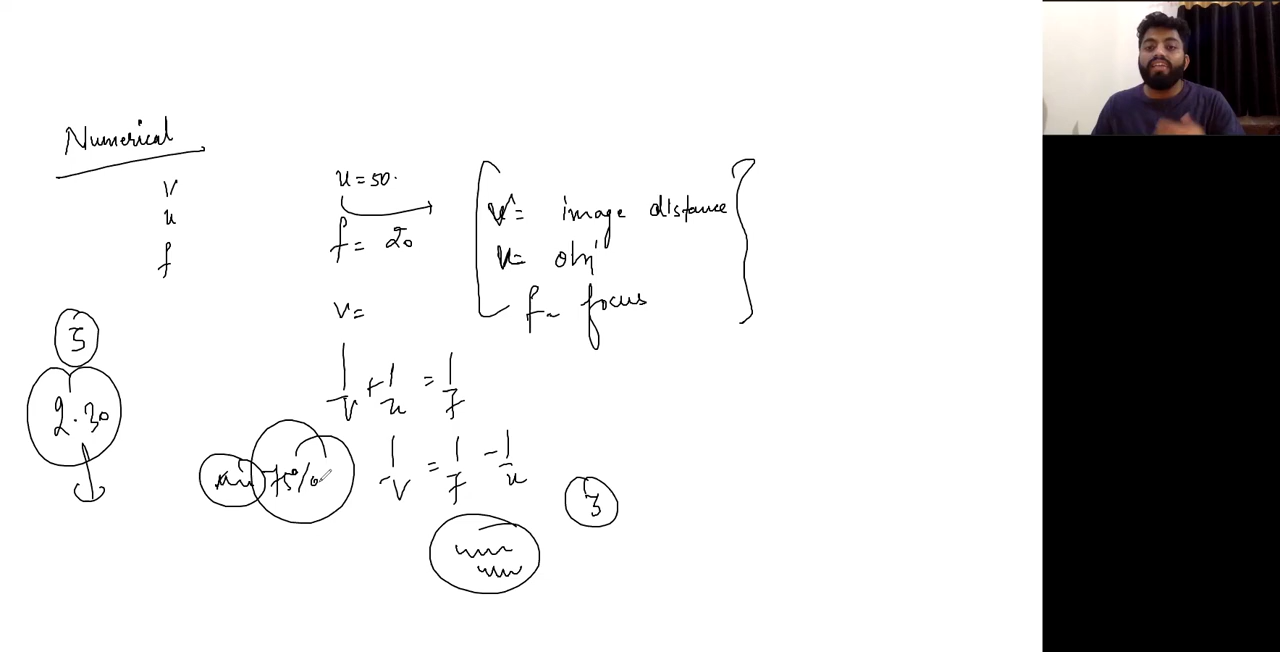 Numerical
v
u
f
u = 50.
f = 20
v =
v = image distance
u = obj
f = focus
1/v + 1/u = 1/f
1/v = 1/f - 1/u
5
2.30
75%
3